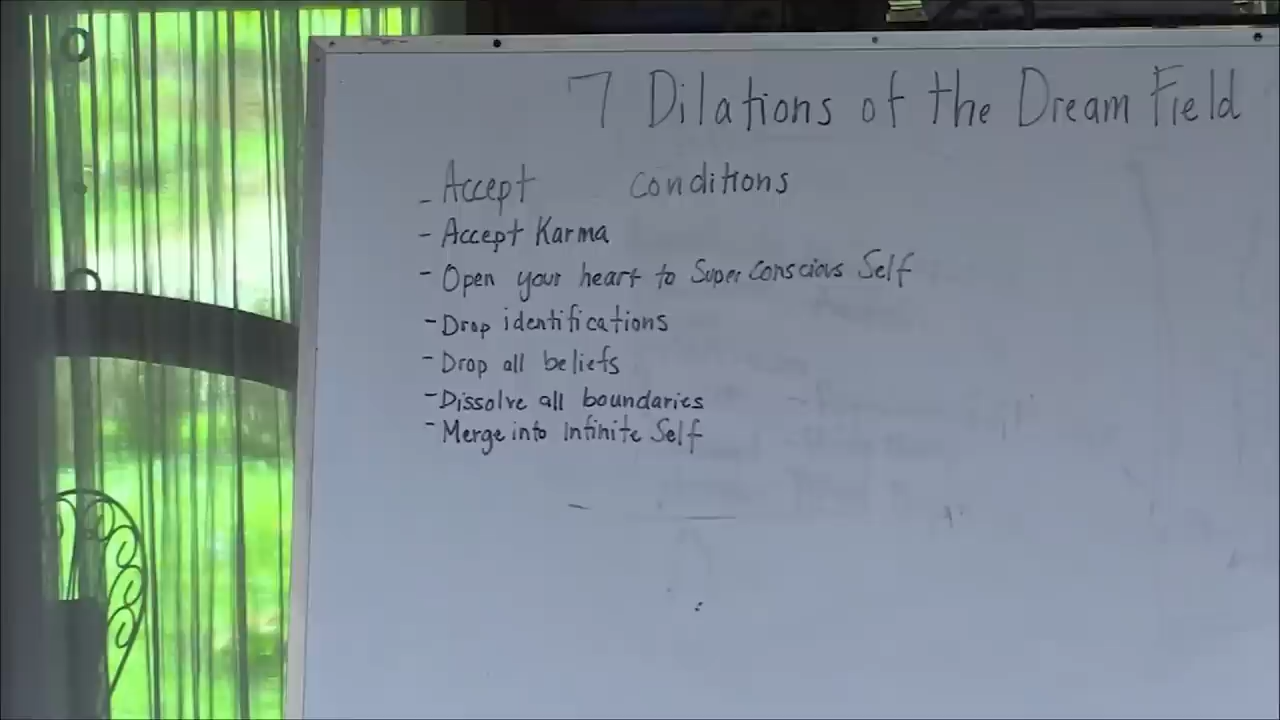 7 Dilations of the Dream Field
- Accept conditions
- Accept Karma
- Open your heart to Super Conscious Self
- Drop identifications
- Drop all beliefs
- Dissolve all boundaries
- Merge into Infinite Self